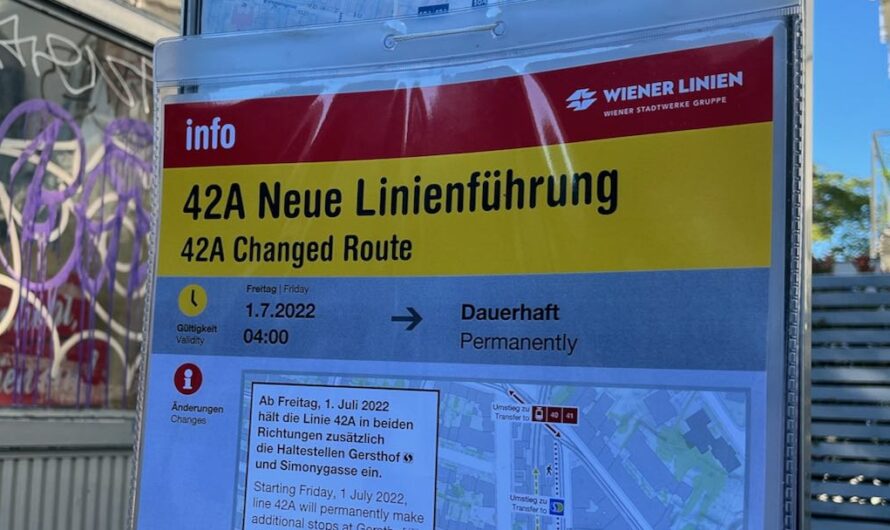 WIENER LINIEN
WIENER STADTWERKE GRUPPE
info
42A Neue Linienführung
42A Changed Route
Freitag | Friday
1.7.2022
04:00
Dauerhaft
Permanently
Gültigkeit
Validity
Änderungen
Changes
Ab Freitag, 1. Juli 2022
hält die Linie 42A in beiden
Richtungen zusätzlich
die Haltestellen Gersthof
und Simonygasse ein.
Starting Friday, 1 July 2022,
line 42A will permanently make
additional stops at
Umstieg zu
Transfer to
40 41
Umstieg zu
Transfer to